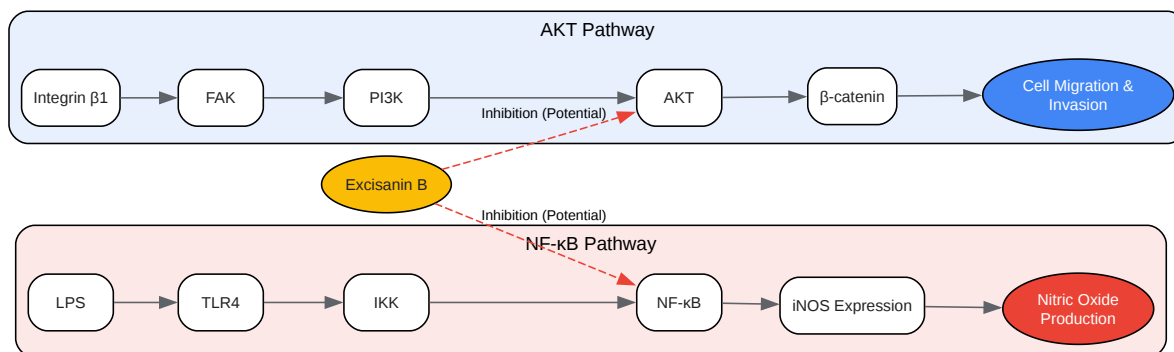 AKT Pathway
Integrin β1
FAK
PI3K
AKT
β-catenin
Cell Migration &
Invasion
Inhibition (Potential)
Excisanin B
Inhibition (Potential)
NF-κB Pathway
LPS
TLR4
IKK
NF-κB
iNOS Expression
Nitric Oxide
Production